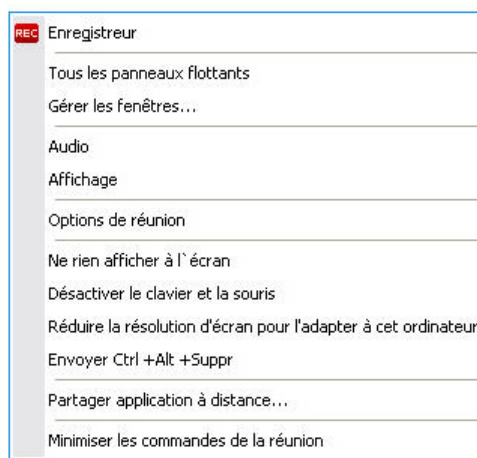 REC Enregistreur
Tous les panneaux flottants
Gérer les fenêtres...
Audio
Affichage
Options de réunion
Ne rien afficher à l`écran
Désactiver le clavier et la souris
Réduire la résolution d'écran pour l'adapter à cet ordinateur
Envoyer Ctrl +Alt +Suppr
Partager application à distance...
Minimiser les commandes de la réunion